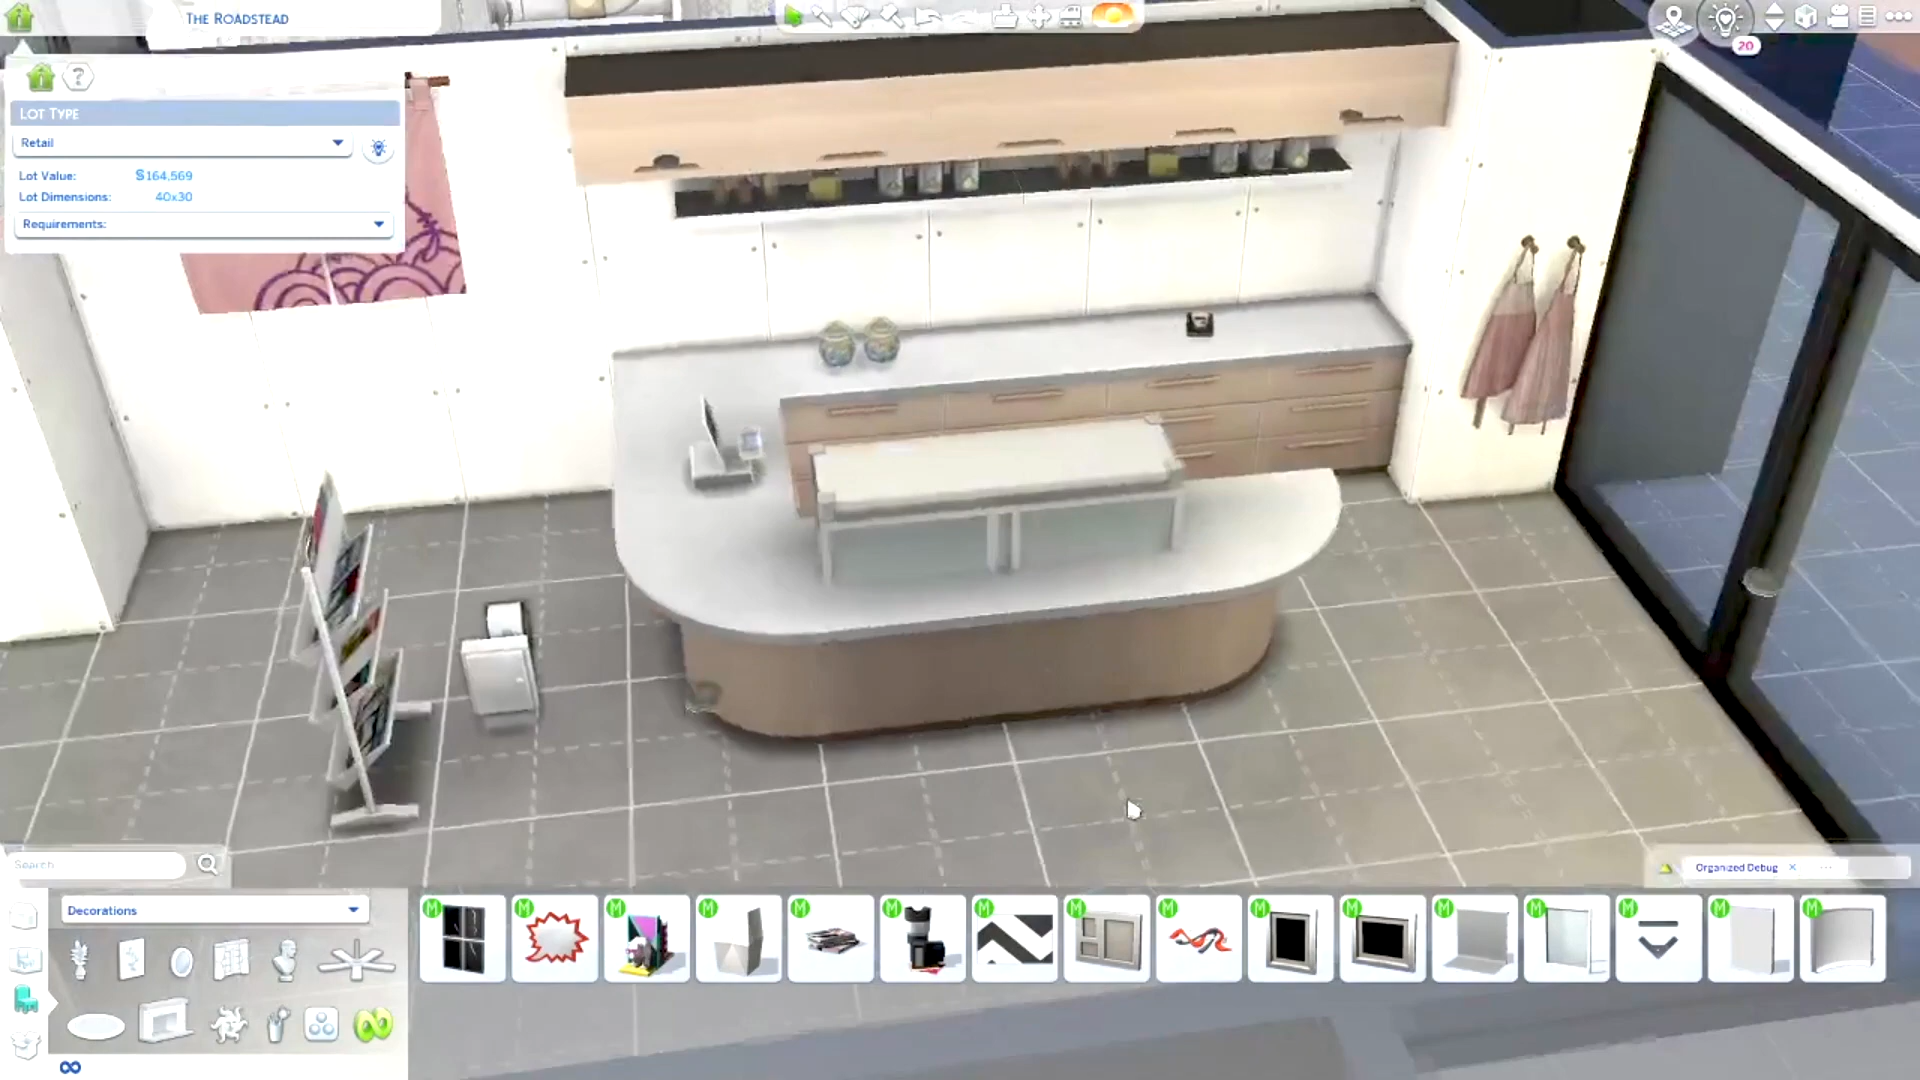 THE ROADSTEAD
20
LOT TYPE
Retail
Lot Value: §164,569
Lot Dimensions: 40x30
Requirements:
Search
Organized Debug
Decorations